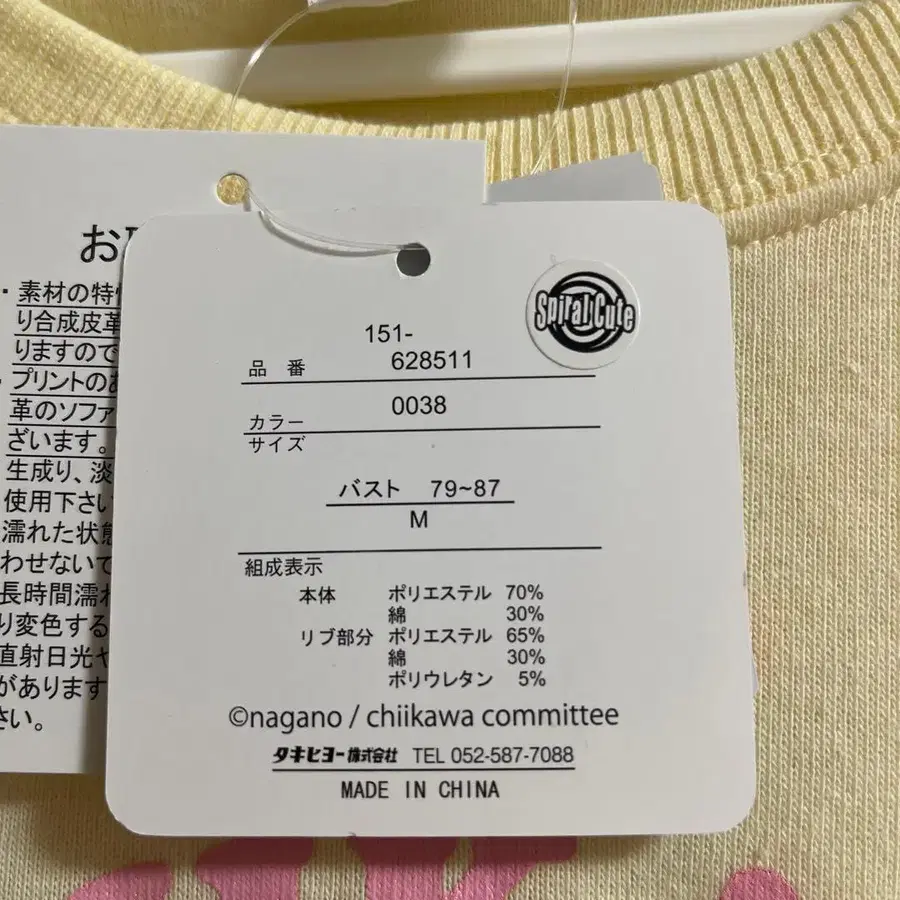 お
・素材の特
り合成皮革
りますので
・プリントのあ
革のソファ
ざいます。
生成り、淡
使用下さい
濡れた状態
わせないで
長時間濡れ
り変色する
直射日光や
があります
さい。
Spiral Cute
151-
品 番 628511
カラー 0038
サイズ
バスト 79~87
M
組成表示
本体 ポリエステル 70%
綿 30%
リブ部分 ポリエステル 65%
綿 30%
ポリウレタン 5%
©nagano / chiikawa committee
タキヒヨー株式会社 TEL 052-587-7088
MADE IN CHINA